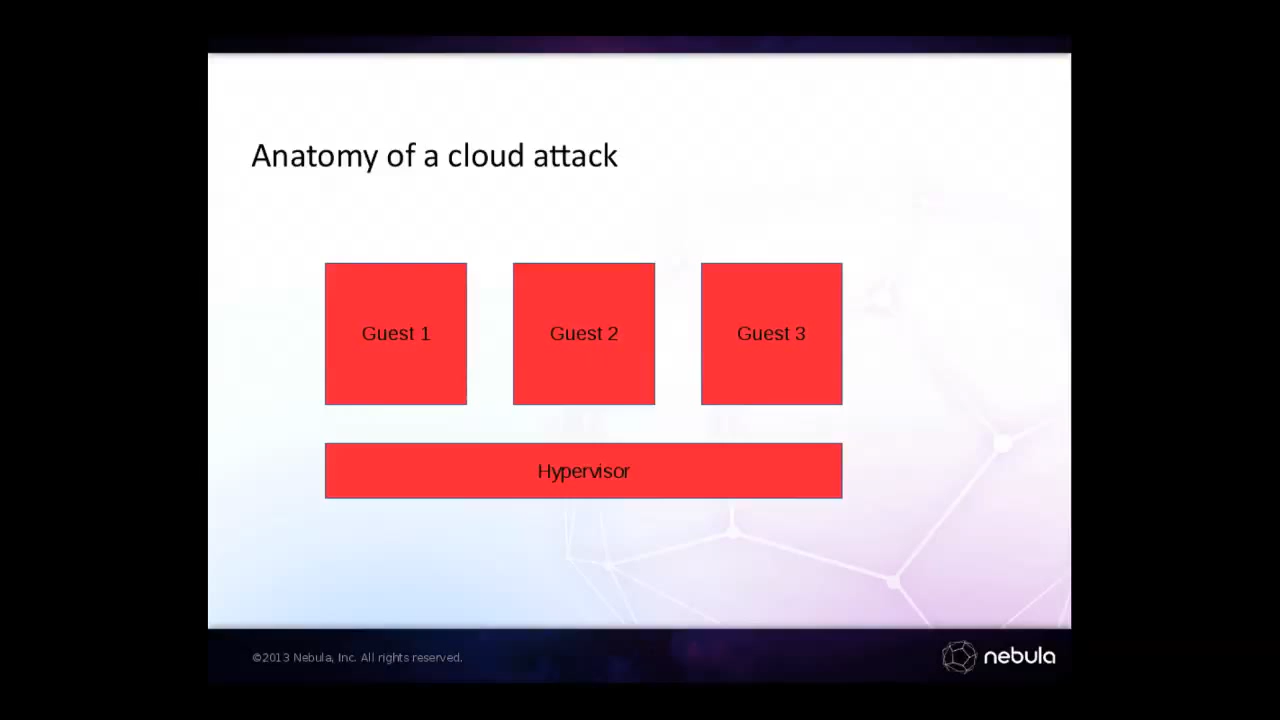 Anatomy of a cloud attack
Guest 1
Guest 2
Guest 3
Hypervisor
©2013 Nebula, Inc. All rights reserved.
nebula